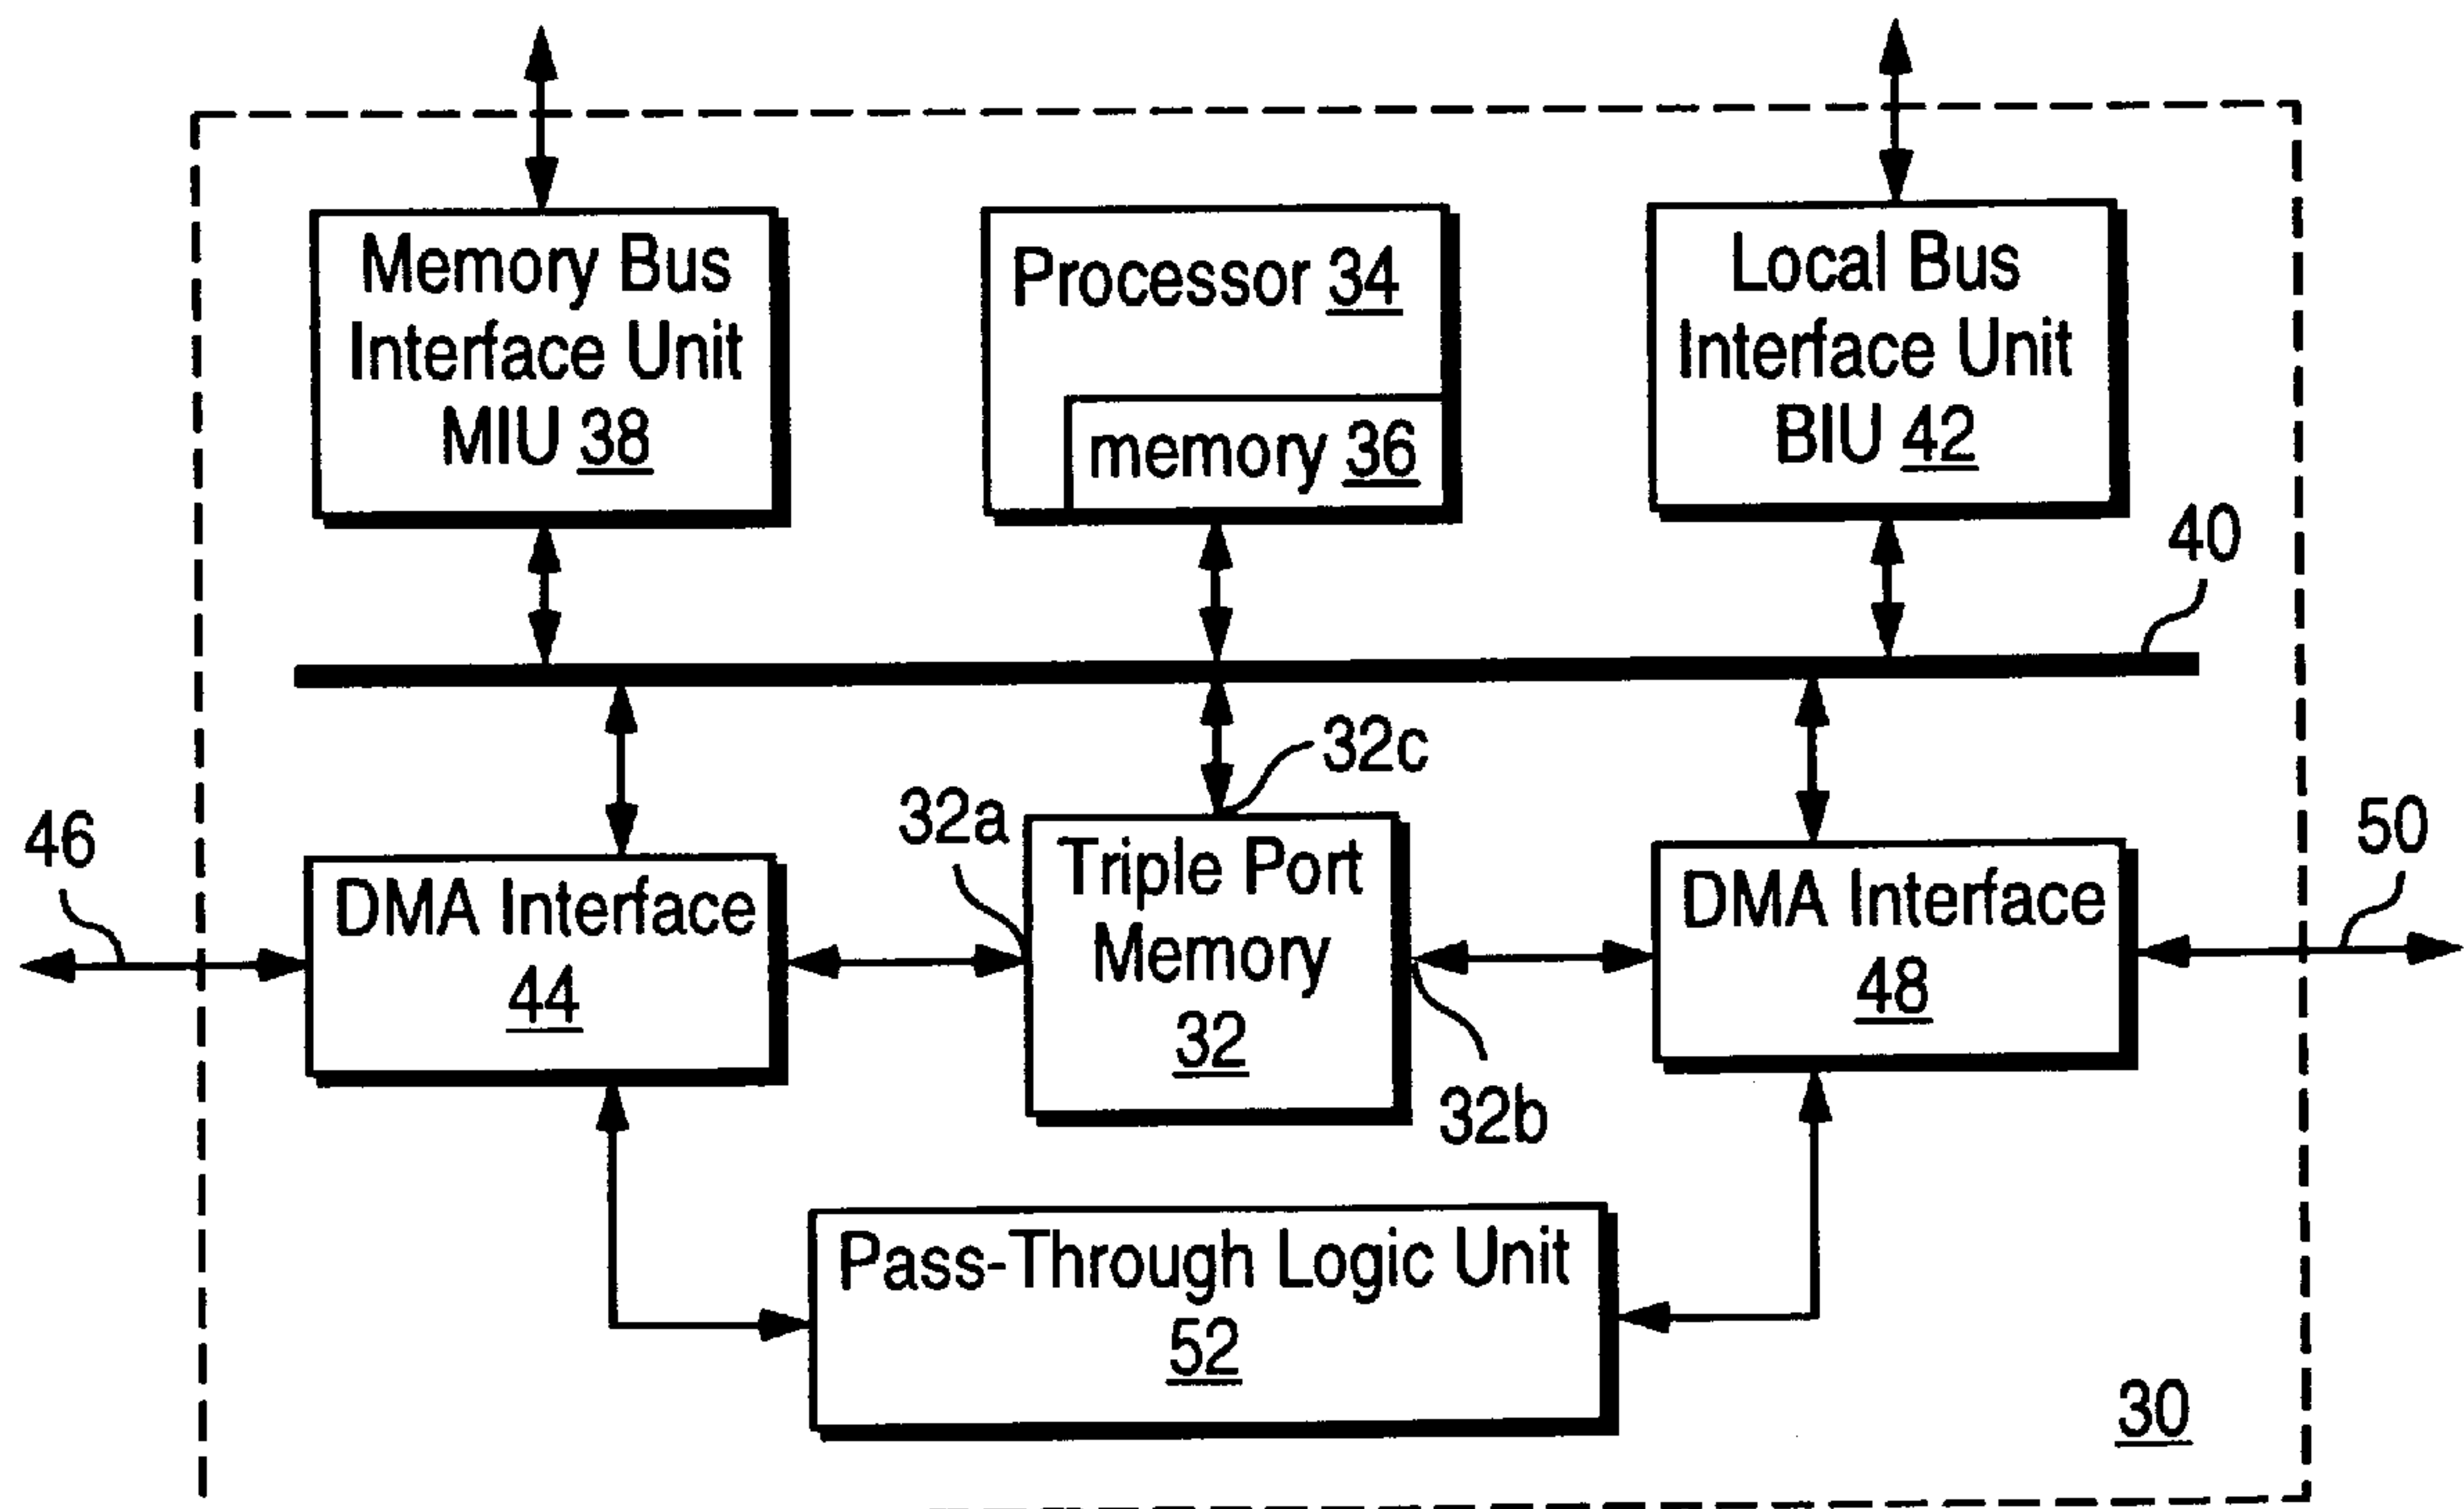 Memory Bus
Interface Unit
MIU 38
Processor 34
memory 36
Local Bus
Interface Unit
BIU 42
40
32c
32a
46
DMA Interface
44
Triple Port
Memory
32
32b
DMA Interface
48
50
Pass-Through Logic Unit
52
30